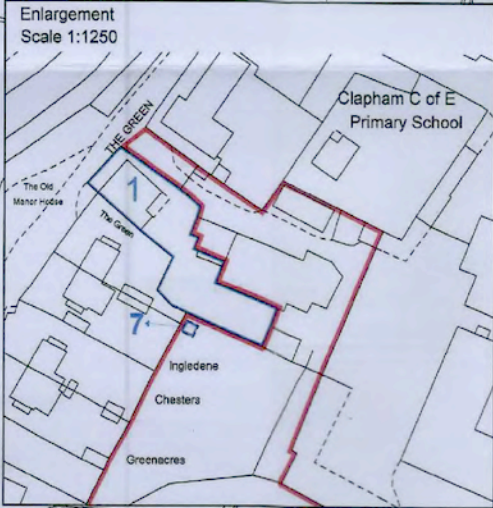 Enlargement
Scale 1:1250
THE GREEN
Clapham C of E
Primary School
The Old
Manor House
1
The Green
7
Ingledene
Chesters
Greenacres